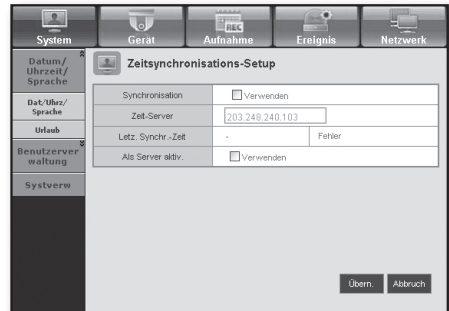 System Gerät Aufnahme Ereignis Netzwerk
Datum/
Uhrzeit/
Sprache
Dat/Uhrz/
Sprache
Urlaub
Benutzerver
waltung
Systverw
Zeitsynchronisations-Setup
Synchronisation Verwenden
Zeit-Server 203.248.240.103
Letz. Synchr.-Zeit - Fehler
Als Server aktiv. Verwenden
Übern. Abbruch
REC